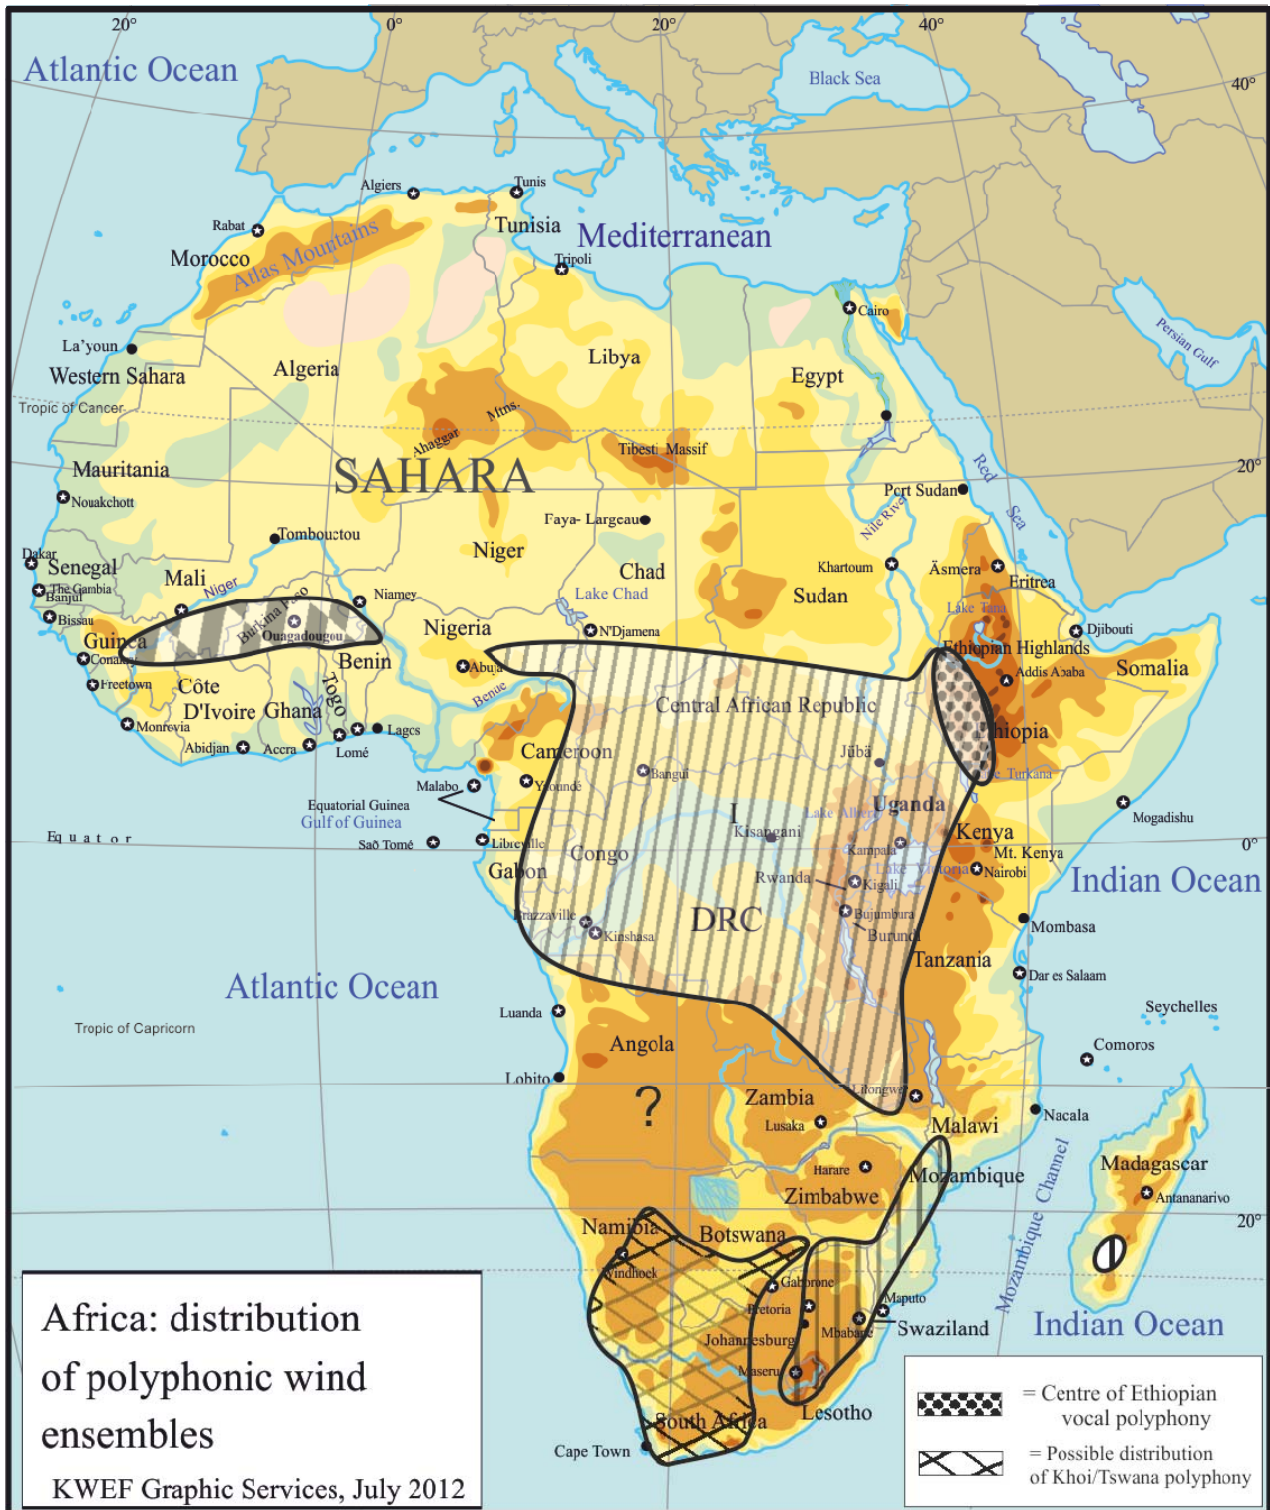 20°
0°
20°
40°
Atlantic Ocean
Black Sea
40°
Algiers
Tunis
Rabat
Tunisia
Mediterranean
Morocco
Atlas Mountains
Tripoli
Cairo
Persian Gulf
La'youn
Western Sahara
Algeria
Libya
Egypt
Tropic of Cancer
Ahaggar Mtns.
Tibesti Massif
Mauritania
SAHARA
Red Sea
20°
Nouakchott
Port Sudan
Nile River
Faya- Largeau
Tombouctou
Dakar
Senegal
Mali
Niger
Niger
Chad
Khartoum
Äsmera
Eritrea
The Gambia
Banjul
Lake Chad
Sudan
Niamey
Lake Tana
Bissau
Burkina Faso
Ouagadougou
Nigeria
N'Djamena
Djibouti
Guinea
Conakry
Benin
Abuja
Ethiopian Highlands
Addis Ababa
Somalia
Freetown
Côte
D'Ivoire
Ghana
Togo
Benue
Central African Republic
Monrovia
Lagos
Ethiopia
Abidjan
Accra
Lomé
Cameroon
Jūbā
Bangui
Turkana
Malabo
Yaoundé
Equatorial Guinea
Gulf of Guinea
Lake Albert
Uganda
Mogadishu
I
Equator
Saõ Tomé
Libreville
Congo
Kisangani
Kampala
Kenya
Mt. Kenya
0°
Gabon
Rwanda
Lake Victoria
Kigali
Nairobi
Indian Ocean
Brazzaville
Kinshasa
DRC
Bujumbura
Burundi
Mombasa
Tanzania
Dar es Salaam
Atlantic Ocean
Seychelles
Luanda
Tropic of Capricorn
Angola
Comoros
Lobito
?
Zambia
Lilongwe
Lusaka
Malawi
Nacala
Harare
Mozambique
Madagascar
Zimbabwe
Antananarivo
Mozambique Channel
20°
Namibia
Botswana
Windhoek
Gaborone
Pretoria
Maputo
Johannesburg
Mbabane
Swaziland
Indian Ocean
Maseru
South Africa
Lesotho
Cape Town
Africa: distribution
of polyphonic wind
ensembles
KWEF Graphic Services, July 2012
= Centre of Ethiopian
vocal polyphony
= Possible distribution
of Khoi/Tswana polyphony